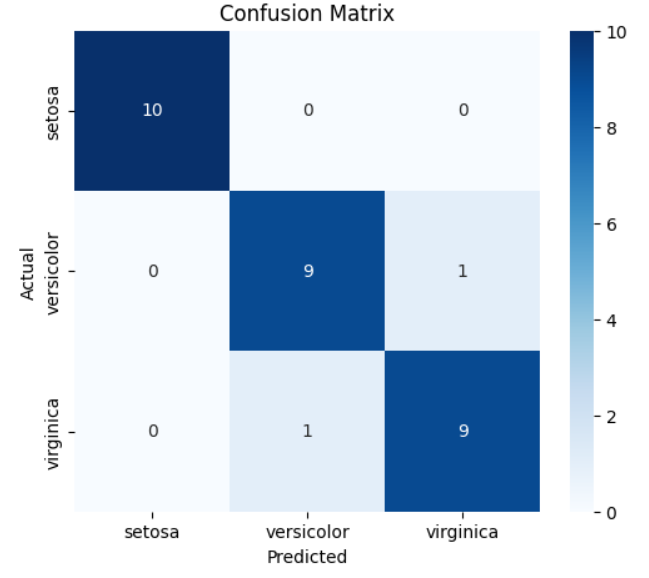 Confusion Matrix
10
setosa
10 0 0
8
6
Actual
versicolor
0 9 1
4
virginica
0 1 9
2
0
setosa versicolor virginica
Predicted